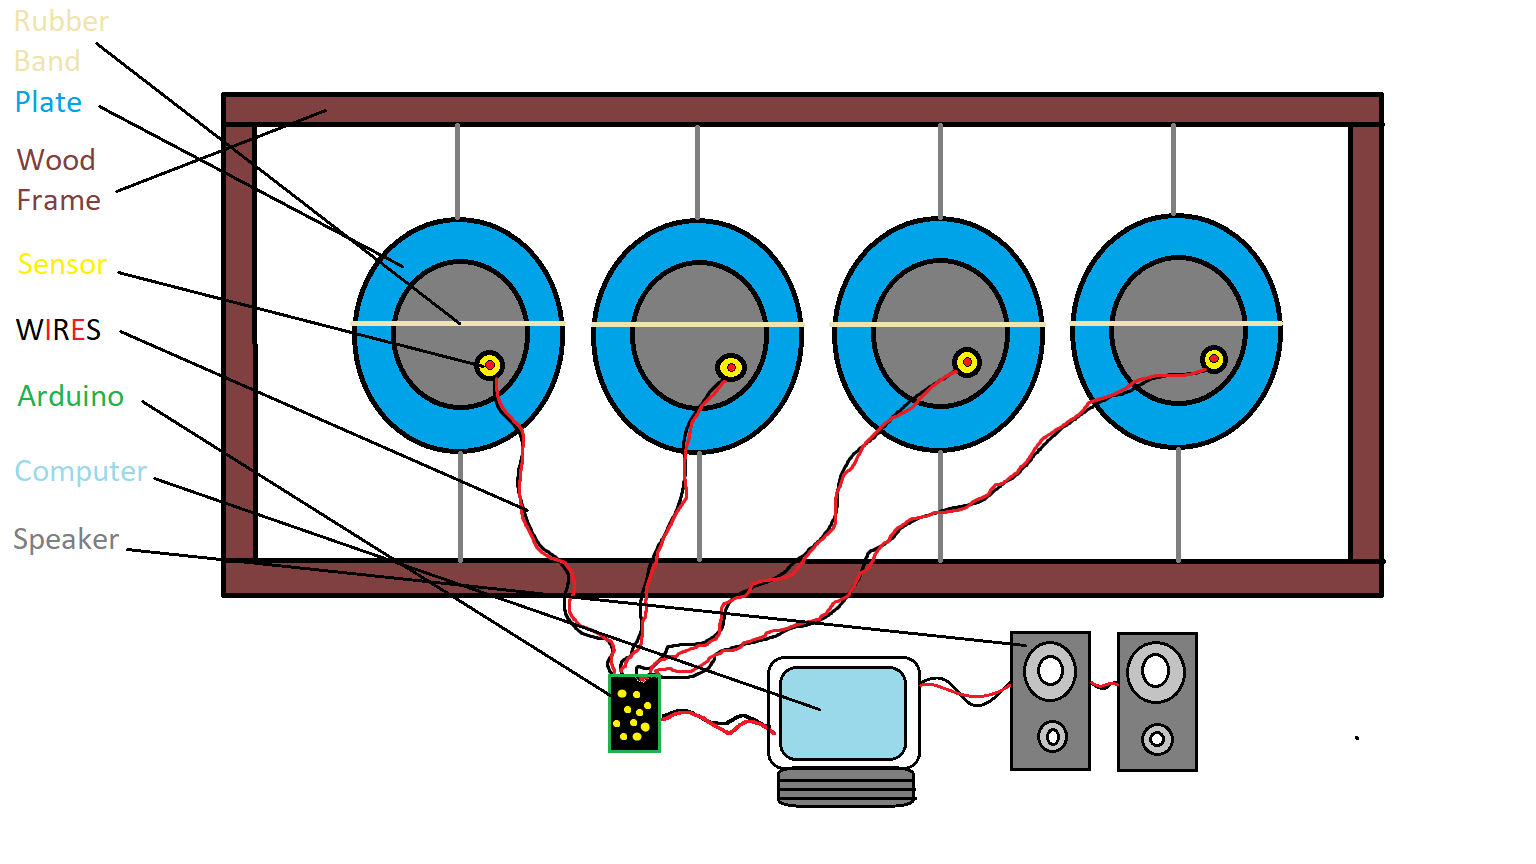 Rubber
Band
Plate
Wood
Frame
Sensor
WIRES
Arduino
Computer
Speaker